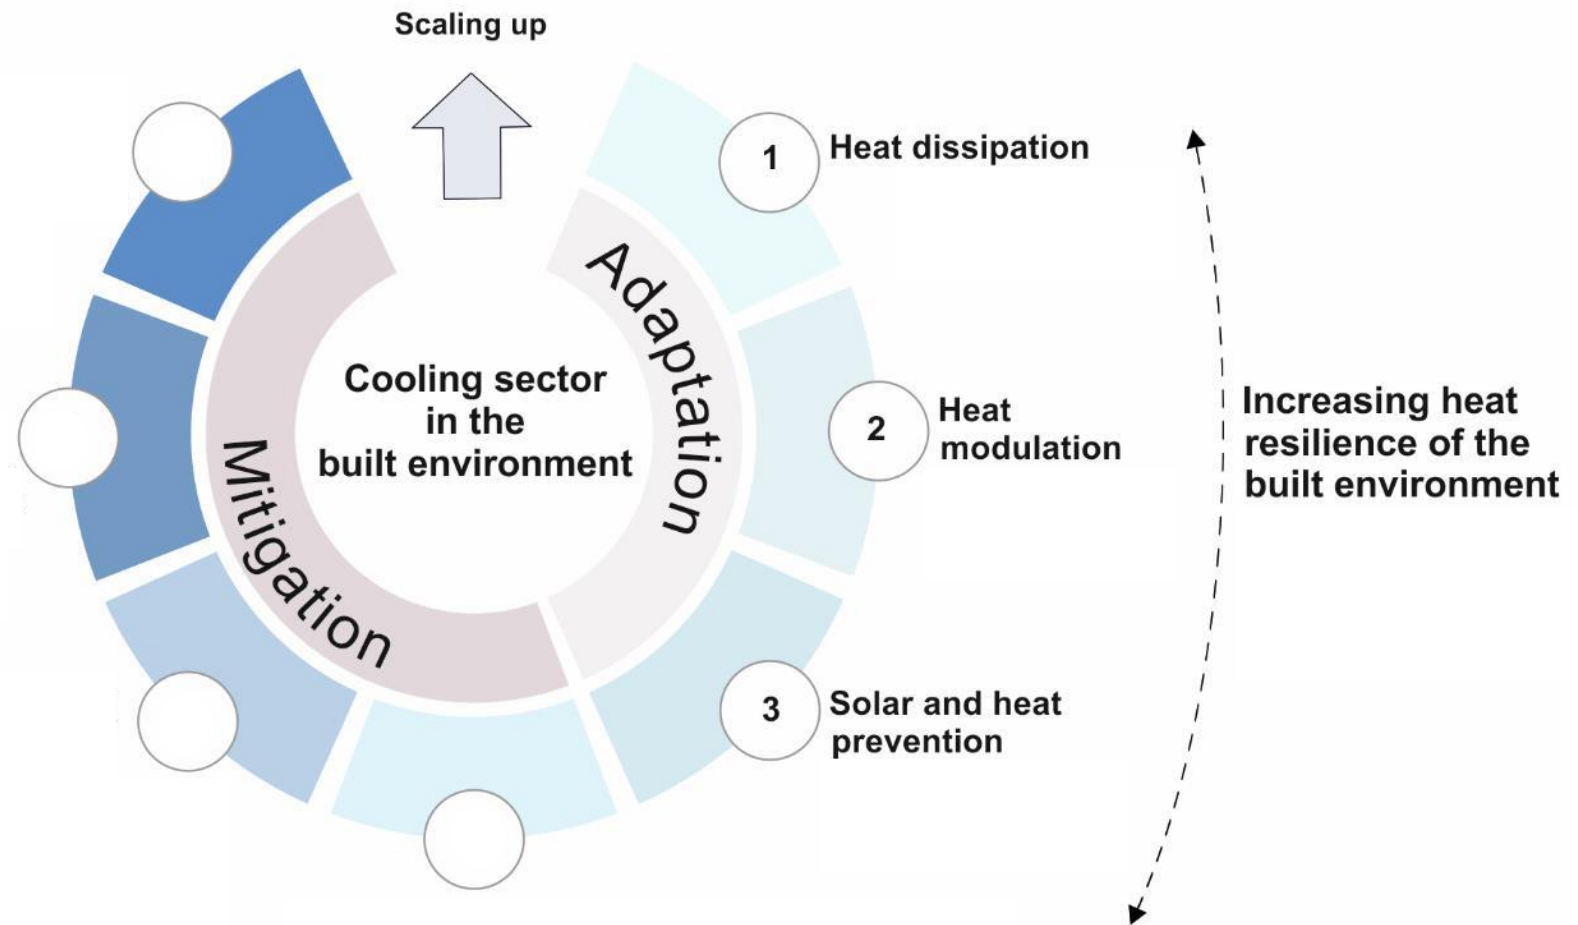 Scaling up
1
Heat dissipation
Adaptation
Cooling sector
in the
built environment
Mitigation
2
Heat
modulation
Increasing heat
resilience of the
built environment
3
Solar and heat
prevention